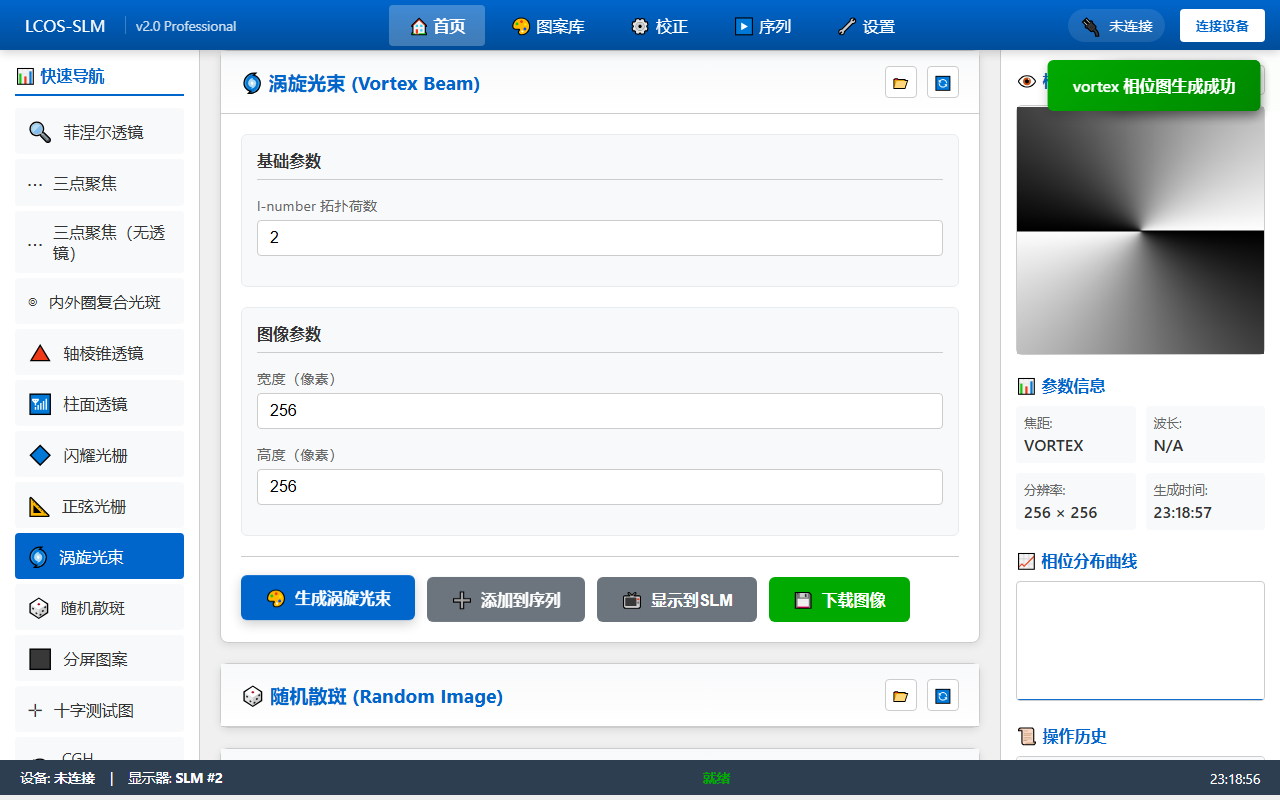 LCOS-SLM
v2.0 Professional
首页
图案库
校正
序列
设置
未连接
连接设备
快速导航
菲涅尔透镜
三点聚焦
三点聚焦（无透
镜）
内外圈复合光斑
轴棱锥透镜
柱面透镜
闪耀光栅
正弦光栅
涡旋光束
随机散斑
分屏图案
十字测试图
CGH
涡旋光束 (Vortex Beam)
基础参数
l-number 拓扑荷数
2
图像参数
宽度（像素）
256
高度（像素）
256
生成涡旋光束
添加到序列
显示到SLM
下载图像
随机散斑 (Random Image)
vortex 相位图生成成功
参数信息
焦距:
VORTEX
波长:
N/A
分辨率:
256 × 256
生成时间:
23:18:57
相位分布曲线
操作历史
设备: 未连接 | 显示器: SLM #2
就绪
23:18:56